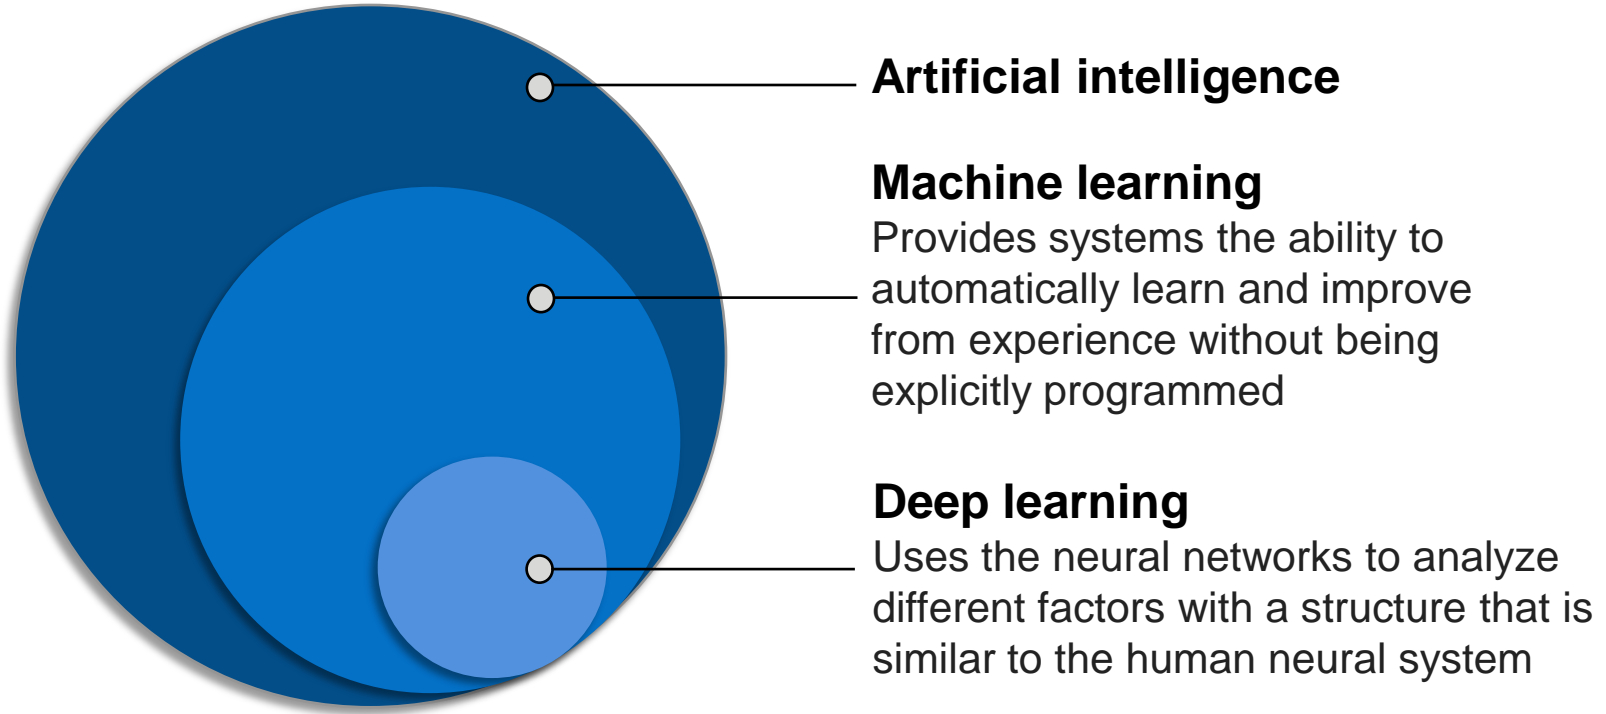 Artificial intelligence
Machine learning
Provides systems the ability to
automatically learn and improve
from experience without being
explicitly programmed
Deep learning
Uses the neural networks to analyze
different factors with a structure that is
similar to the human neural system